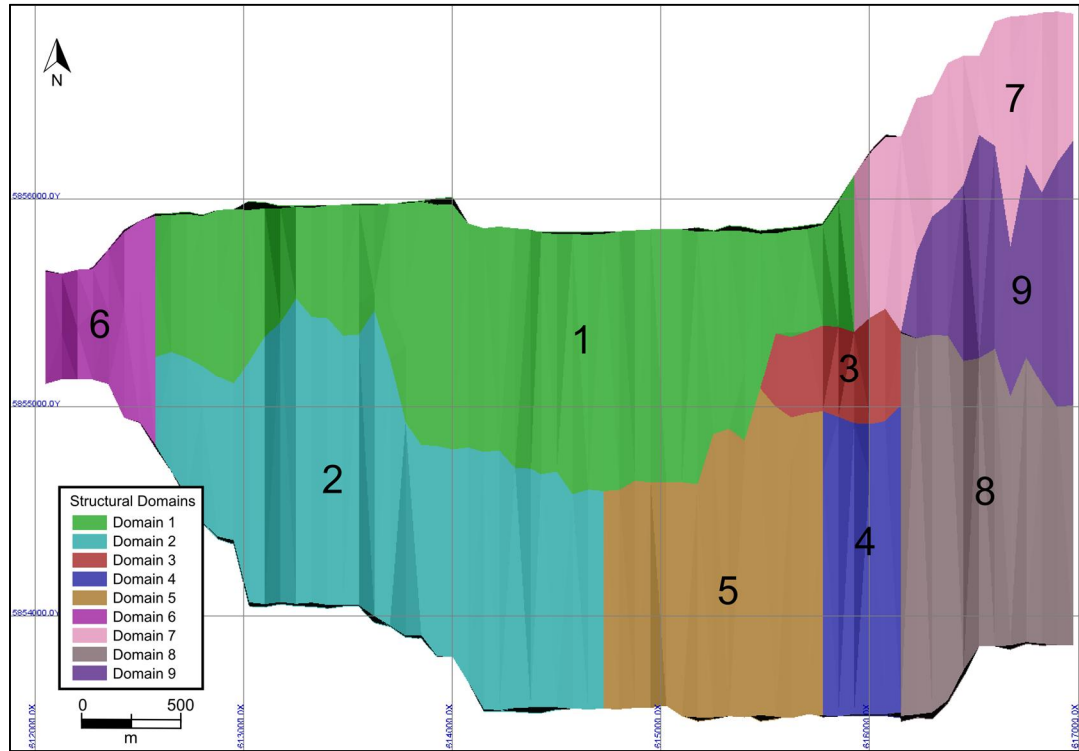 N
7
5856000.0Y
6
1
9
3
5855000.0Y
2
8
4
5
Structural Domains
Domain 1
Domain 2
Domain 3
Domain 4
Domain 5
Domain 6
Domain 7
Domain 8
Domain 9
5854000.0Y
0 500
m
612000.0X
613000.0X
614000.0X
615000.0X
616000.0X
617000.0X